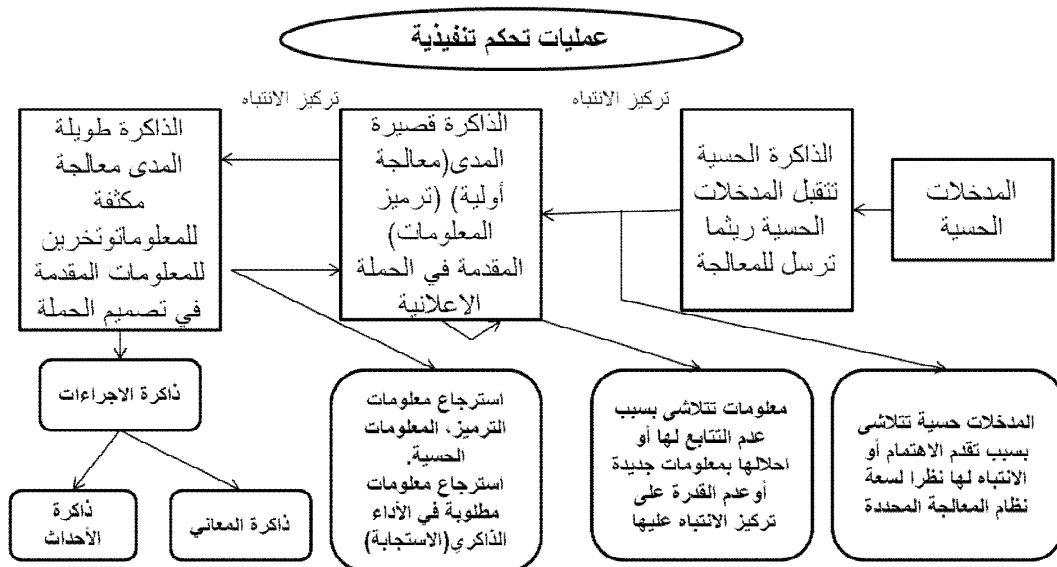 عمليات تحكم تنفيذية
تركيز الانتباه
تركيز الانتباه
المدخلات
الحسية
الذاكرة الحسية
تتقبل المدخلات
الحسية ريثما
ترسل للمعالجة
الذاكرة قصيرة
المدى(معالجة
أولية) (ترميز
المعلومات)
المقدمة في الحملة
الاعلانية
الذاكرة طويلة
المدى معالجة
مكثفة
للمعلوماتوتخرين
للمعلومات المقدمة
في تصميم الحملة
المدخلات حسية تتلاشى
بسبب تقدم الاهتمام أو
الانتباه لها نظرا لسعة
نظام المعالجة المحددة
معلومات تتلاشى بسبب
عدم التتابع لها أو
احلالها بمعلومات جديدة
أوعدم القدرة على
تركيز الانتباه عليها
استرجاع معلومات
الترميز، المعلومات
الحسية.
استرجاع معلومات
مطلوبة في الأداء
الذاكري(الاستجابة)
ذاكرة الاجراءات
ذاكرة المعاني
ذاكرة
الأحداث